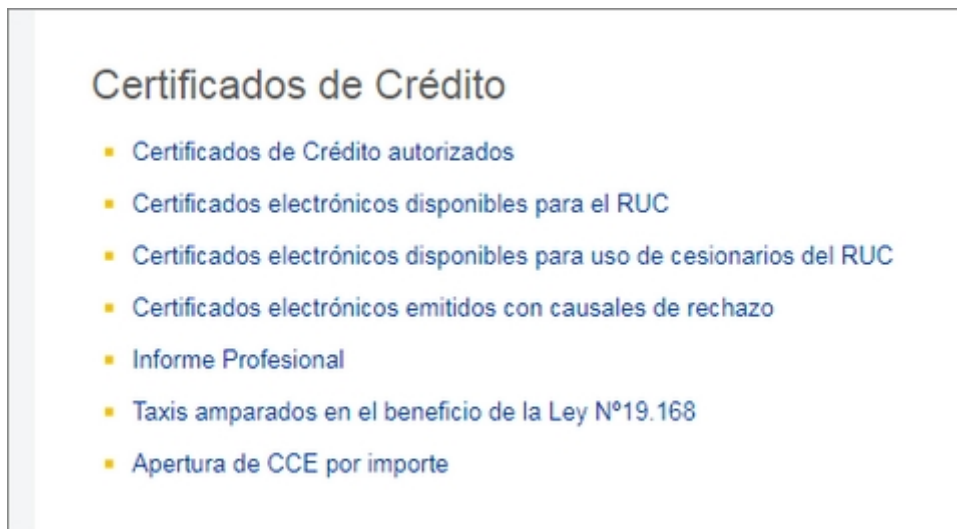 Certificados de Crédito
Certificados de Crédito autorizados
Certificados electrónicos disponibles para el RUC
Certificados electrónicos disponibles para uso de cesionarios del RUC
Certificados electrónicos emitidos con causales de rechazo
Informe Profesional
Taxis amparados en el beneficio de la Ley Nº19.168
Apertura de CCE por importe